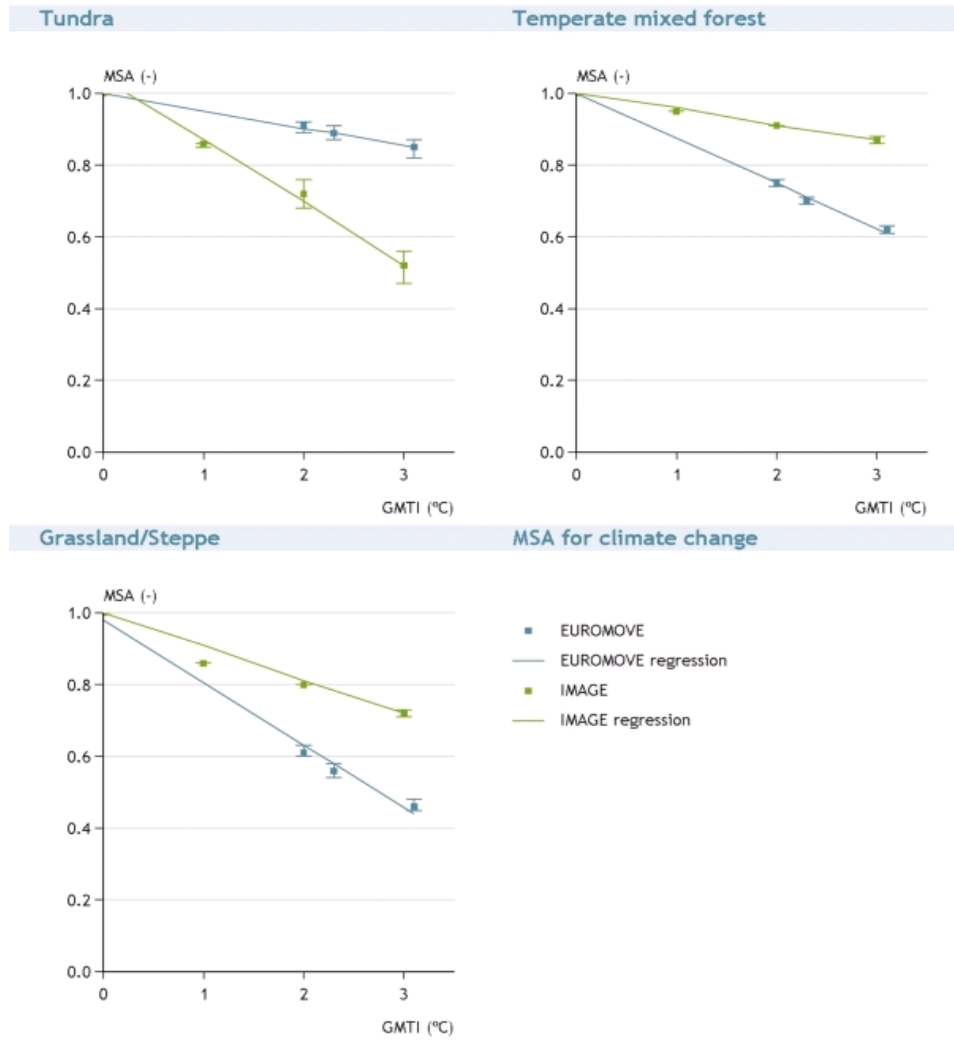 Tundra
MSA (-)
1.0
0.8
0.6
0.4
0.2
0.0
0 1 2 3
GMTI (ºC)
Temperate mixed forest
MSA (-)
1.0
0.8
0.6
0.4
0.2
0.0
0 1 2 3
GMTI (ºC)
Grassland/Steppe
MSA (-)
1.0
0.8
0.6
0.4
0.2
0.0
0 1 2 3
GMTI (ºC)
MSA for climate change
EUROMOVE
EUROMOVE regression
IMAGE
IMAGE regression